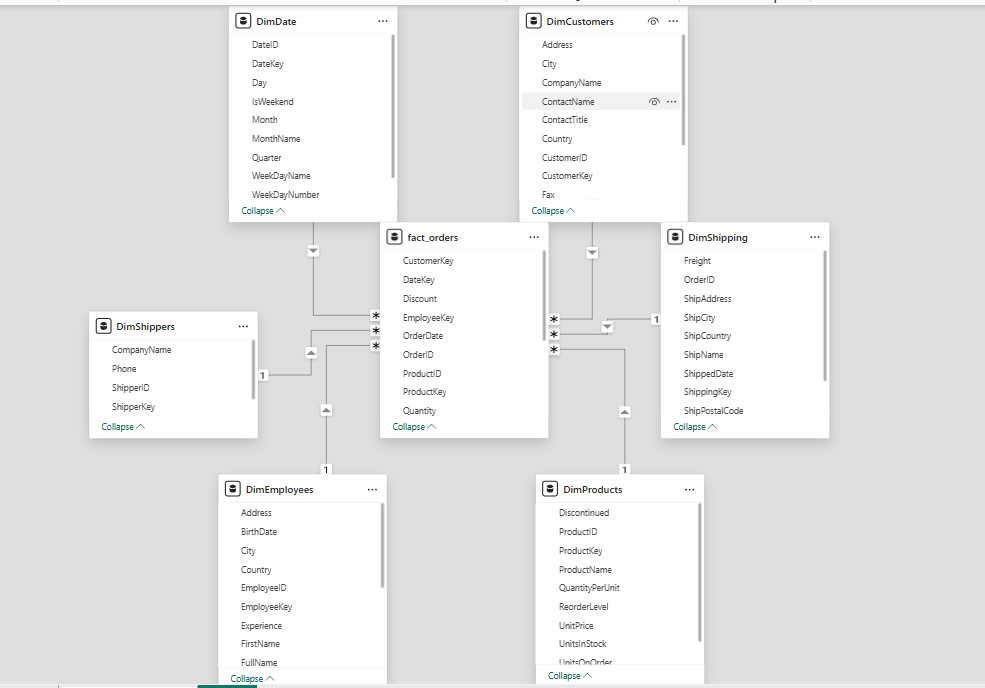 DimDate
DateID
DateKey
Day
IsWeekend
Month
MonthName
Quarter
WeekDayName
WeekDayNumber
Collapse
DimCustomers
Address
City
CompanyName
ContactName
ContactTitle
Country
CustomerID
CustomerKey
Fax
Collapse
fact_orders
CustomerKey
DateKey
Discount
EmployeeKey
OrderDate
OrderID
ProductID
ProductKey
Quantity
Collapse
DimShipping
Freight
OrderID
ShipAddress
ShipCity
ShipCountry
ShipName
ShippedDate
ShippingKey
ShipPostalCode
Collapse
DimShippers
CompanyName
Phone
ShipperID
ShipperKey
Collapse
*
*
*
*
*
*
1
1
1
1
DimEmployees
Address
BirthDate
City
Country
EmployeeID
EmployeeKey
Experience
FirstName
FullName
Collapse
DimProducts
Discontinued
ProductID
ProductKey
ProductName
QuantityPerUnit
ReorderLevel
UnitPrice
UnitsInStock
UnitsOnOrder
Collapse